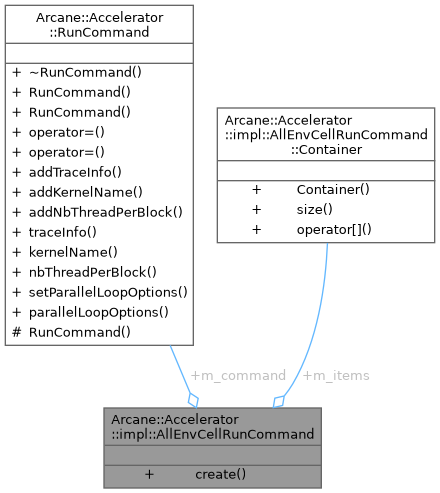 Arcane::Accelerator
::RunCommand
+ ~RunCommand()
+ RunCommand()
+ RunCommand()
+ operator=()
+ operator=()
+ addTraceInfo()
+ addKernelName()
+ addNbThreadPerBlock()
+ traceInfo()
+ kernelName()
+ nbThreadPerBlock()
+ setParallelLoopOptions()
+ parallelLoopOptions()
# RunCommand()
Arcane::Accelerator
::impl::AllEnvCellRunCommand
::Container
+ Container()
+ size()
+ operator[]()
+m_command
+m_items
Arcane::Accelerator
::impl::AllEnvCellRunCommand
+ create()